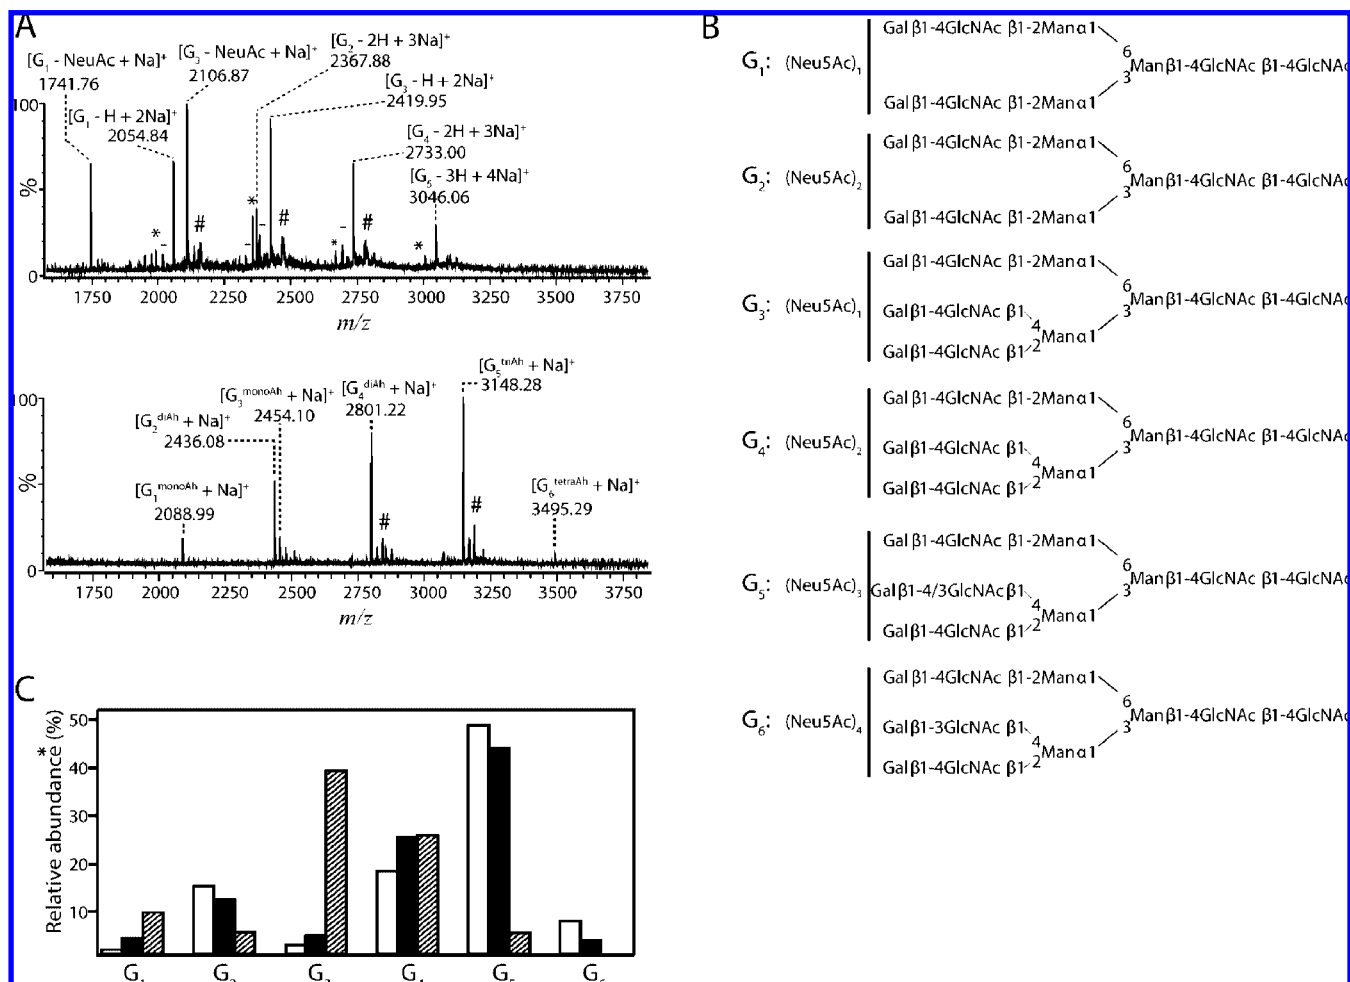 A
[G₁ - NeuAc + Na]⁺
1741.76
[G₃ - NeuAc + Na]⁺
2106.87
[G₂ - 2H + 3Na]⁺
2367.88
[G₃ - H + 2Na]⁺
2419.95
[G₁ - H + 2Na]⁺
2054.84
[G₄ - 2H + 3Na]⁺
2733.00
[G₅ - 3H + 4Na]⁺
3046.06
100
%
0
* - # - * - # * - # *
1750 2000 2250 2500 2750 3000 3250 3500 3750
m/z
[G₁monoAh + Na]⁺
2088.99
[G₂diAh + Na]⁺
2436.08
[G₃monoAh + Na]⁺
2454.10
[G₄diAh + Na]⁺
2801.22
[G₅triAh + Na]⁺
3148.28
[G₆tetraAh + Na]⁺
3495.29
100
%
0
# #
1750 2000 2250 2500 2750 3000 3250 3500 3750
m/z
B
Galβ1-4GlcNAc β1-2Manα1
G₁: (Neu5Ac)₁
6
3
Manβ1-4GlcNAc β1-4GlcNAc
Galβ1-4GlcNAc β1-2Manα1
Galβ1-4GlcNAc β1-2Manα1
G₂: (Neu5Ac)₂
6
3
Manβ1-4GlcNAc β1-4GlcNAc
Galβ1-4GlcNAc β1-2Manα1
Galβ1-4GlcNAc β1-2Manα1
G₃: (Neu5Ac)₁
6
3
Manβ1-4GlcNAc β1-4GlcNAc
Galβ1-4GlcNAc β1
4
2
Manα1
Galβ1-4GlcNAc β1
Galβ1-4GlcNAc β1-2Manα1
G₄: (Neu5Ac)₂
6
3
Manβ1-4GlcNAc β1-4GlcNAc
Galβ1-4GlcNAc β1
4
2
Manα1
Galβ1-4GlcNAc β1
Galβ1-4GlcNAc β1-2Manα1
G₅: (Neu5Ac)₃
6
3
Manβ1-4GlcNAc β1-4GlcNAc
Galβ1-4/3GlcNAc β1
4
2
Manα1
Galβ1-4GlcNAc β1
Galβ1-4GlcNAc β1-2Manα1
G₆: (Neu5Ac)₄
6
3
Manβ1-4GlcNAc β1-4GlcNAc
Galβ1-3GlcNAc β1
4
2
Manα1
Galβ1-4GlcNAc β1
C
Relative abundance* (%)
50
40
30
20
10
G₁ G₂ G₃ G₄ G₅ G₆